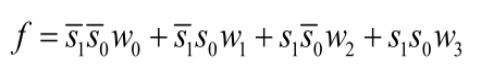 f = s̅₁s̅₀w₀ + s̅₁s₀w₁ + s₁s̅₀w₂ + s₁s₀w₃